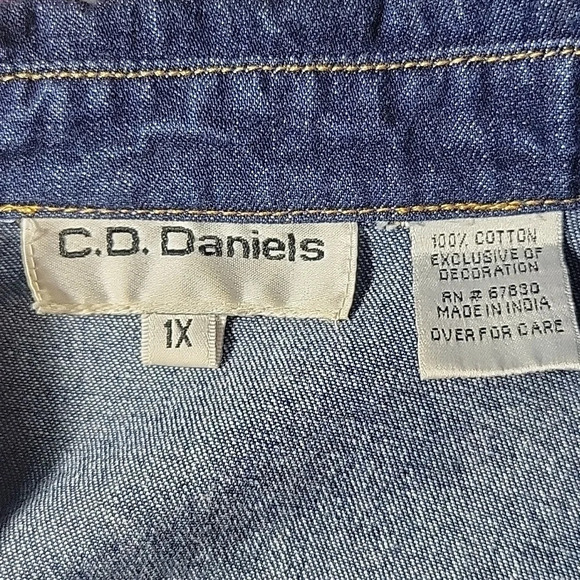 C.D. Daniels
1X
100% COTTON
EXCLUSIVE OF
DECORATION
RN # 67830
MADE IN INDIA
OVER FOR CARE